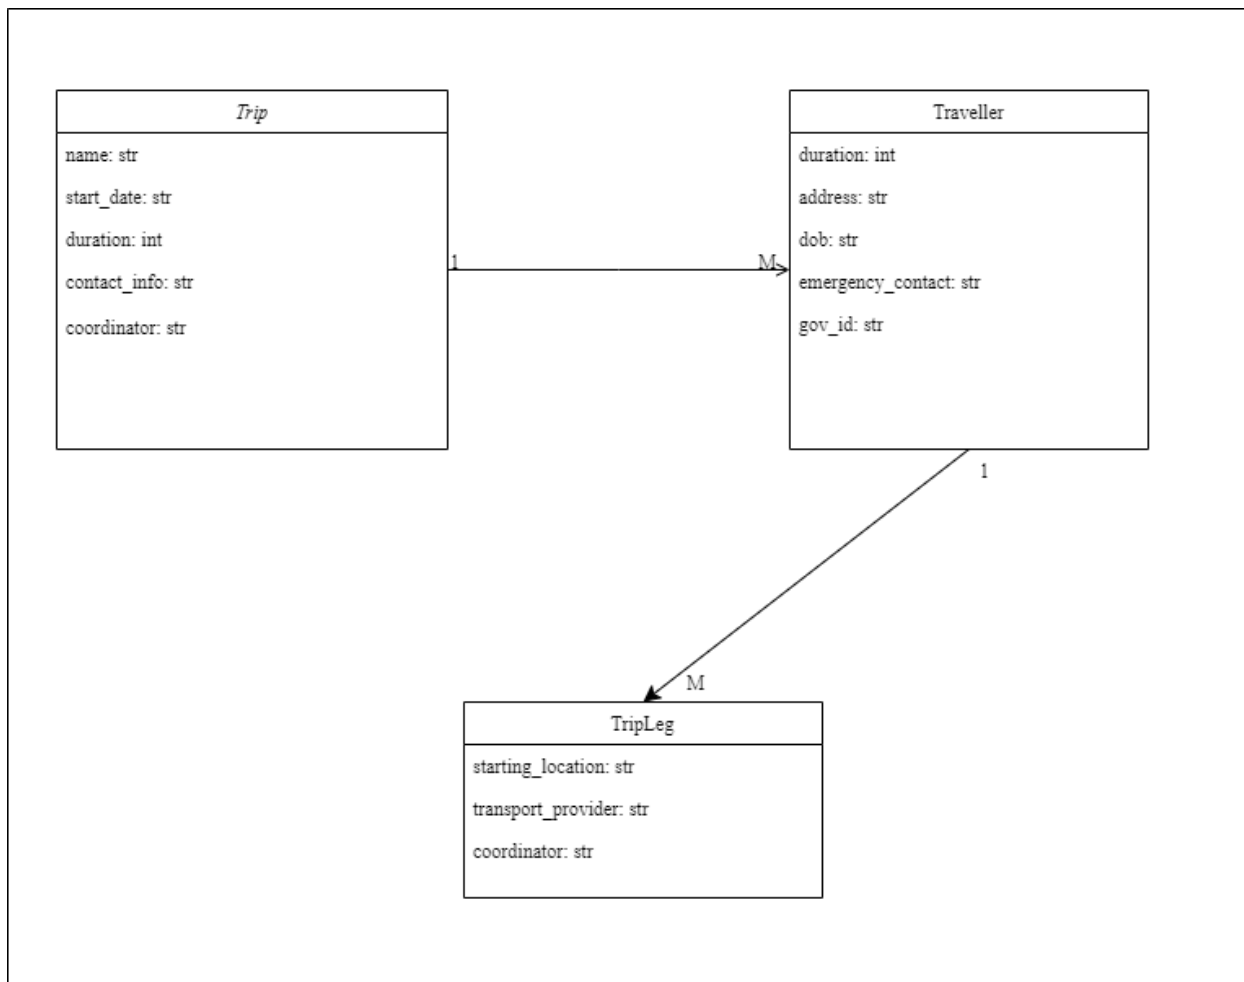 Trip
name: str
start_date: str
duration: int
contact_info: str
coordinator: str
1
M
Traveller
duration: int
address: str
dob: str
emergency_contact: str
gov_id: str
1
M
TripLeg
starting_location: str
transport_provider: str
coordinator: str